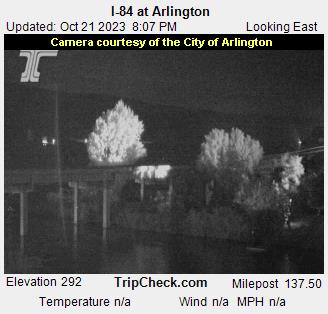 I-84 at Arlington
Updated: Oct 21 2023 8:07 PM Looking East
Camera courtesy of the City of Arlington
Elevation 292 TripCheck.com Milepost 137.50
Temperature n/a Wind n/a MPH n/a